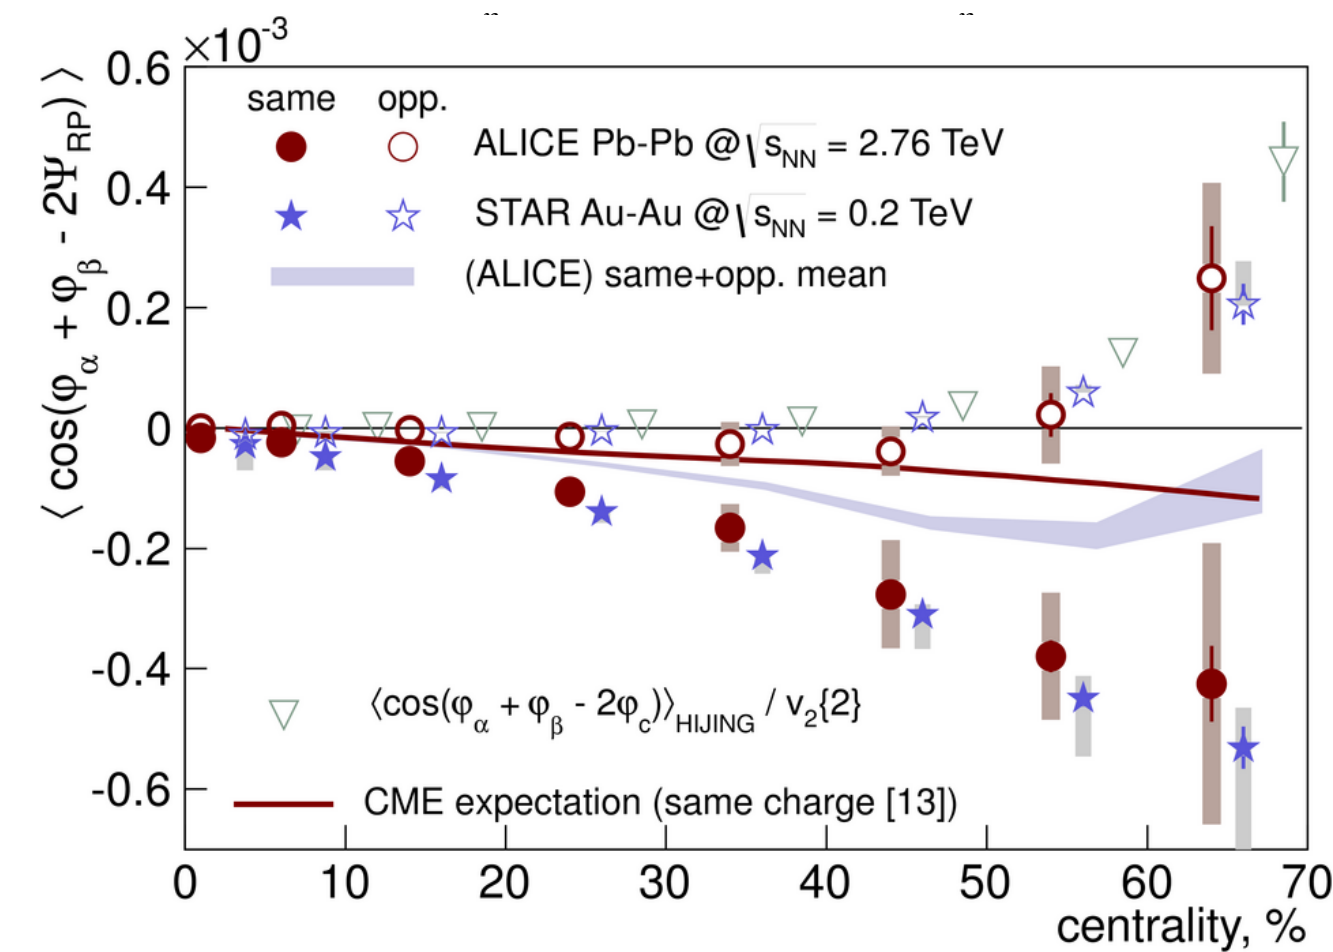 ×10⁻³
⟨ cos(φα + φβ - 2ΨRP) ⟩
0.6
0.4
0.2
0
-0.2
-0.4
-0.6
same opp.
ALICE Pb-Pb @√sNN = 2.76 TeV
STAR Au-Au @√sNN = 0.2 TeV
(ALICE) same+opp. mean
⟨cos(φα + φβ - 2φc)⟩HIJING / v2{2}
CME expectation (same charge [13])
0 10 20 30 40 50 60 70
centrality, %